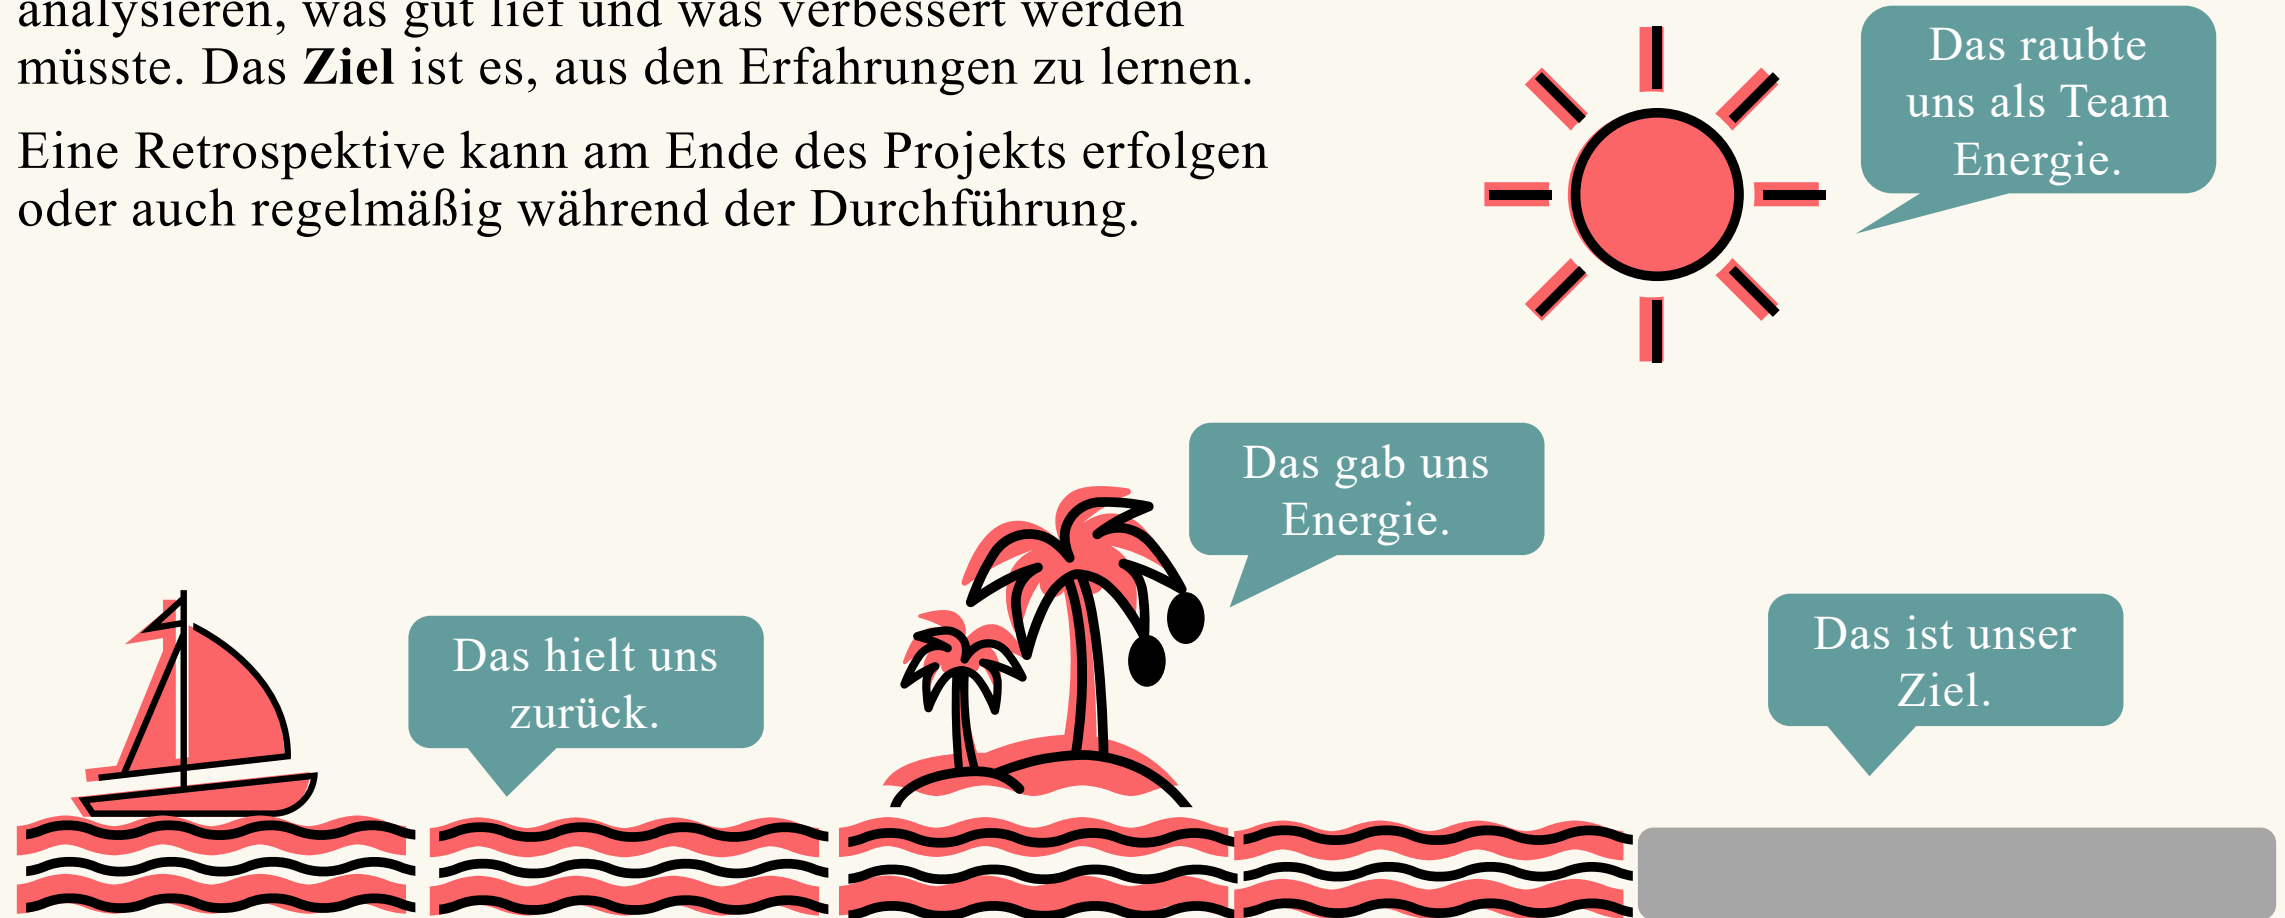 analysieren, was gut lief und was verbessert werden
müsste. Das Ziel ist es, aus den Erfahrungen zu lernen.
Eine Retrospektive kann am Ende des Projekts erfolgen
oder auch regelmäßig während der Durchführung.
Das raubte
uns als Team
Energie.
Das gab uns
Energie.
Das hielt uns
zurück.
Das ist unser
Ziel.